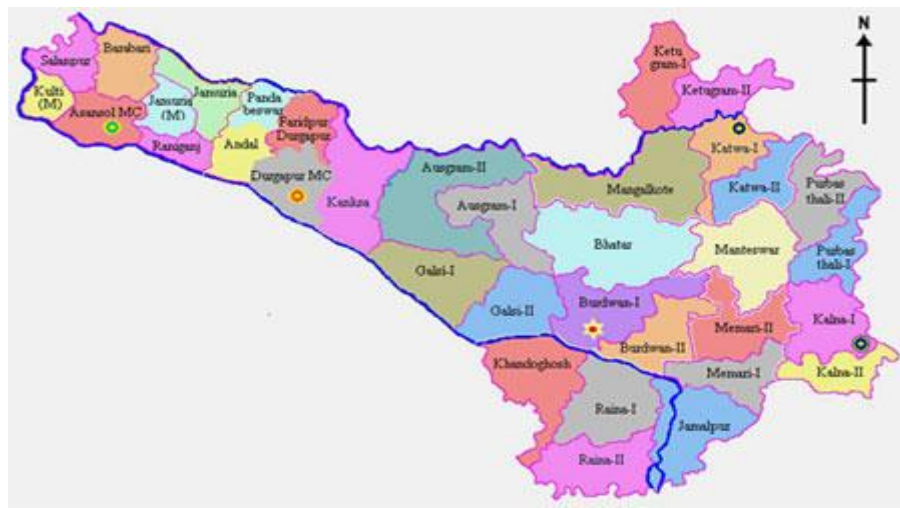 N
Ketu
gram-I
Ketugram-II
Salanpur
Barabani
Kulti
(M)
Asansol MC
Jamuria
(M)
Jamuria
Panda
beswar
Faridpur
Durgapur
Raniganj
Andal
Durgapur MC
Kanksa
Ausgram-II
Ausgram-I
Mangalkote
Katwa-I
Katwa-II
Purbas
thali-II
Bhatar
Manteswar
Purbas
thali-I
Galsi-I
Galsi-II
Burdwan-I
Burdwan-II
Memari-II
Kalna-I
Khandoghosh
Memari-I
Kalna-II
Raina-I
Jamalpur
Raina-II